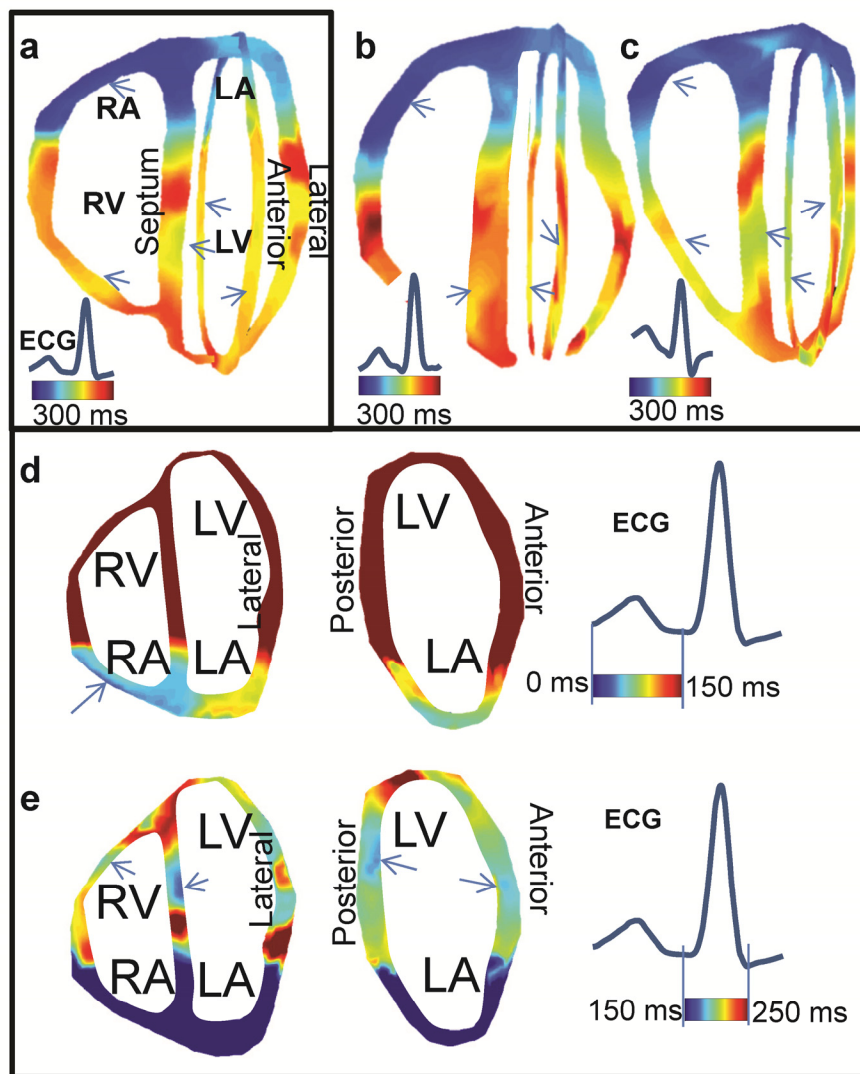 a
RA
LA
RV
Septum
LV
Anterior
Lateral
ECG
300 ms
b
300 ms
c
300 ms
d
LV
RV
Lateral
RA
LA
Posterior
LV
Anterior
LA
ECG
0 ms
150 ms
e
LV
RV
Lateral
RA
LA
Posterior
LV
Anterior
LA
ECG
150 ms
250 ms